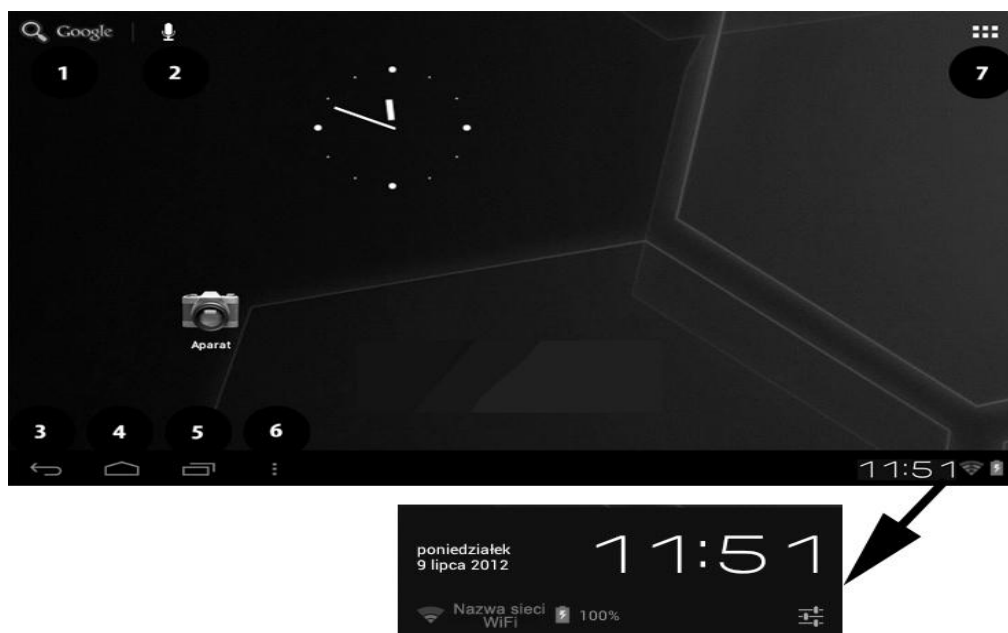 Google
1
2
7
Aparat
3
4
5
6
11:51
poniedziałek
9 lipca 2012
11:51
Nazwa sieci
WiFi
100%